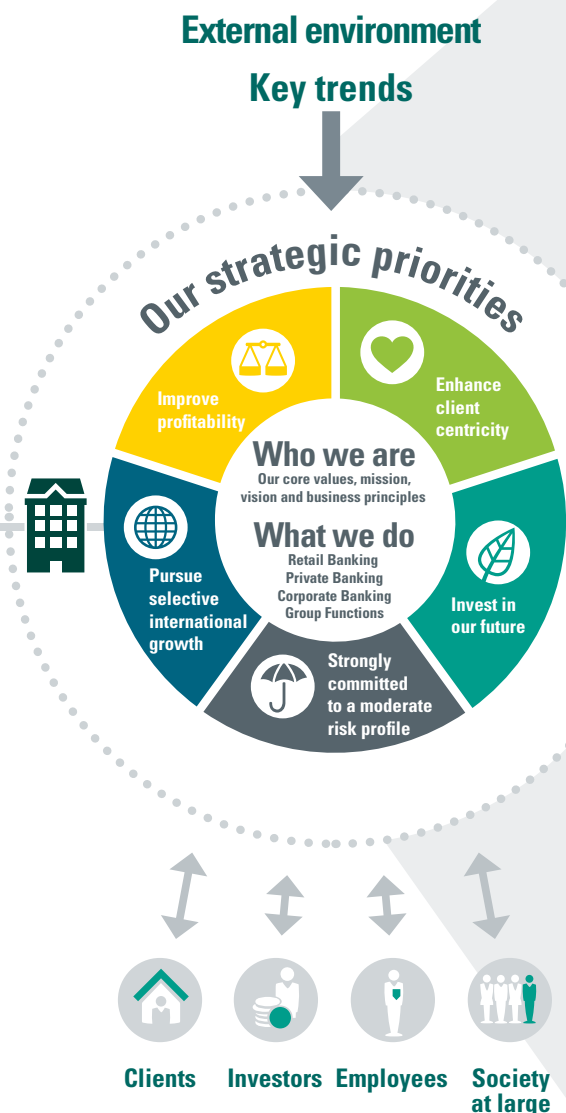 External environment
Key trends
Our strategic priorities
Improve
profitability
Enhance
client
centricity
Who we are
Our core values, mission,
vision and business principles
What we do
Retail Banking
Private Banking
Corporate Banking
Group Functions
Pursue
selective
international
growth
Invest in
our future
Strongly
committed
to a moderate
risk profile
Clients
Investors
Employees
Society
at large